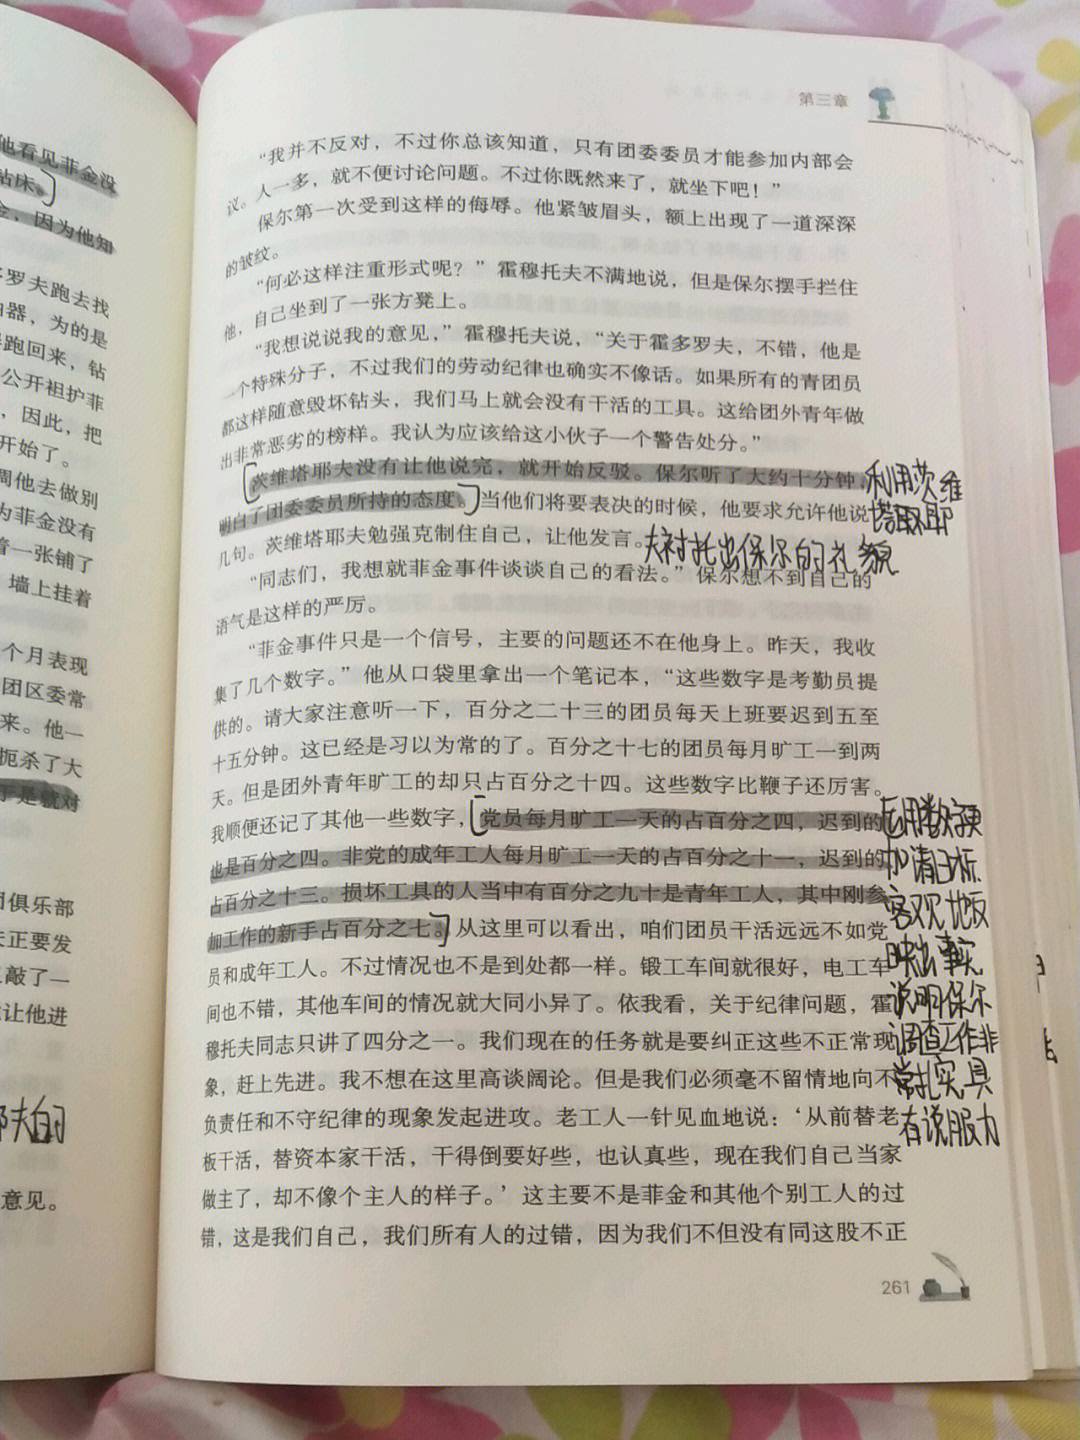 他看见菲金没
钻床。
金，因为他知
罗夫跑去找
器，为的是
跑回来，钻
公开袒护菲
，因此，把
开始了。
周他去做别
为菲金没有
着一张铺了
墙上挂着
个月表现
团区委常
来。他一
扼杀了大
于是就对
俱乐部
夫正要发
敲了一
让他进
耶夫的
意见。
第三章
“我并不反对，不过你总该知道，只有团委委员才能参加内部会
议。人一多，就不便讨论问题。不过你既然来了，就坐下吧！”
保尔第一次受到这样的侮辱。他紧皱眉头，额上出现了一道深深
的皱纹。
“何必这样注重形式呢？”霍穆托夫不满地说，但是保尔摆手拦住
他，自己坐到了一张方凳上。
“我想说说我的意见，”霍穆托夫说，“关于霍多罗夫，不错，他是
一个特殊分子，不过我们的劳动纪律也确实不像话。如果所有的青团员
都这样随意毁坏钻头，我们马上就会没有干活的工具。这给团外青年做
出非常恶劣的榜样。我认为应该给这小伙子一个警告处分。”
茨维塔耶夫没有让他说完，就开始反驳。保尔听了大约十分钟，
明白了团委委员所持的态度。当他们将要表决的时候，他要求允许他说
几句。茨维塔耶夫勉强克制住自己，让他发言。
“同志们，我想就菲金事件谈谈自己的看法。”保尔想不到自己的
语气是这样的严厉。
“菲金事件只是一个信号，主要的问题还不在他身上。昨天，我收
集了几个数字。”他从口袋里拿出一个笔记本，“这些数字是考勤员提
供的。请大家注意听一下，百分之二十三的团员每天上班要迟到五至
十五分钟。这已经是习以为常的了。百分之十七的团员每月旷工一到两
天。但是团外青年旷工的却只占百分之十四。这些数字比鞭子还厉害。
我顺便还记了其他一些数字，党员每月旷工一天的占百分之四，迟到的
也是百分之四。非党的成年工人每月旷工一天的占百分之十一，迟到的
占百分之十三。损坏工具的人当中有百分之九十是青年工人，其中刚参
加工作的新手占百分之七。从这里可以看出，咱们团员干活远远不如党
员和成年工人。不过情况也不是到处都一样。锻工车间就很好，电工车
间也不错，其他车间的情况就大同小异了。依我看，关于纪律问题，霍
穆托夫同志只讲了四分之一。我们现在的任务就是要纠正这些不正常现
象，赶上先进。我不想在这里高谈阔论。但是我们必须毫不留情地向不
负责任和不守纪律的现象发起进攻。老工人一针见血地说：‘从前替老
板干活，替资本家干活，干得倒要好些，也认真些，现在我们自己当家
做主了，却不像个主人的样子。’这主要不是菲金和其他个别工人的过
错，这是我们自己，我们所有人的过错，因为我们不但没有同这股不正
261
利用茨维
塔耶
夫衬托出保尔的礼貌
运用数字更
加清晰
客观地反
映出事实
说明保尔
调查工作非
常扎实具
有说服力